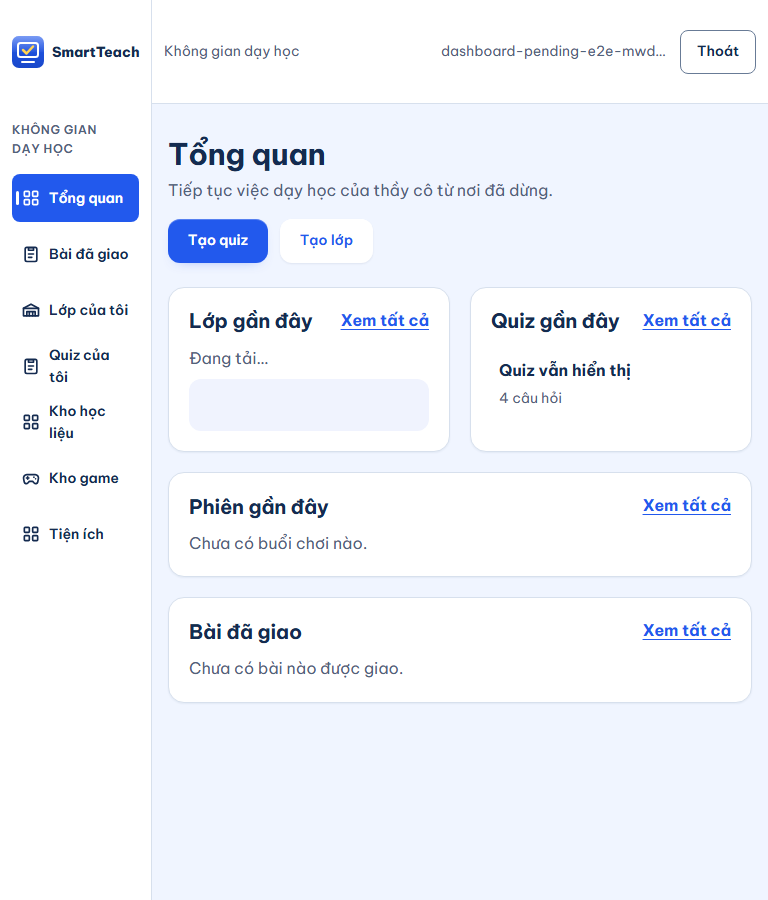 SmartTeach
Không gian dạy học
dashboard-pending-e2e-mwd...
Thoát
KHÔNG GIAN
DẠY HỌC
Tổng quan
Bài đã giao
Lớp của tôi
Quiz của
tôi
Kho học
liệu
Kho game
Tiện ích
Tổng quan
Tiếp tục việc dạy học của thầy cô từ nơi đã dừng.
Tạo quiz
Tạo lớp
Lớp gần đây
Xem tất cả
Đang tải...
Quiz gần đây
Xem tất cả
Quiz vẫn hiển thị
4 câu hỏi
Phiên gần đây
Xem tất cả
Chưa có buổi chơi nào.
Bài đã giao
Xem tất cả
Chưa có bài nào được giao.